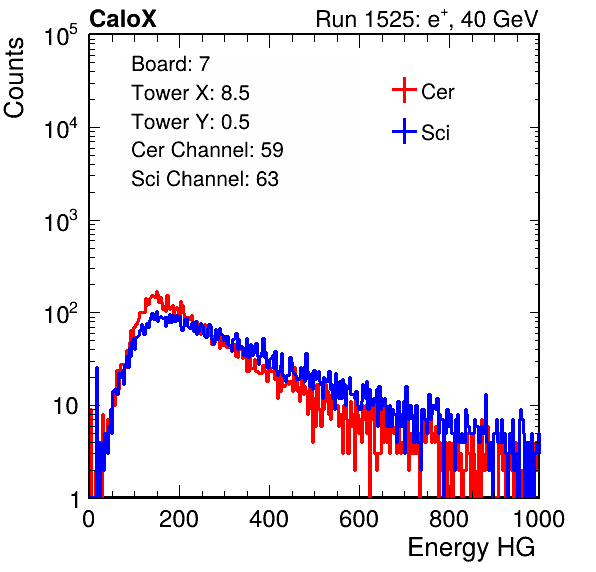 CaloX Run 1525: e⁺, 40 GeV
Board: 7
Tower X: 8.5
Tower Y: 0.5
Cer Channel: 59
Sci Channel: 63
Cer
Sci
Counts
10⁵
10⁴
10³
10²
10
1
0 200 400 600 800 1000
Energy HG